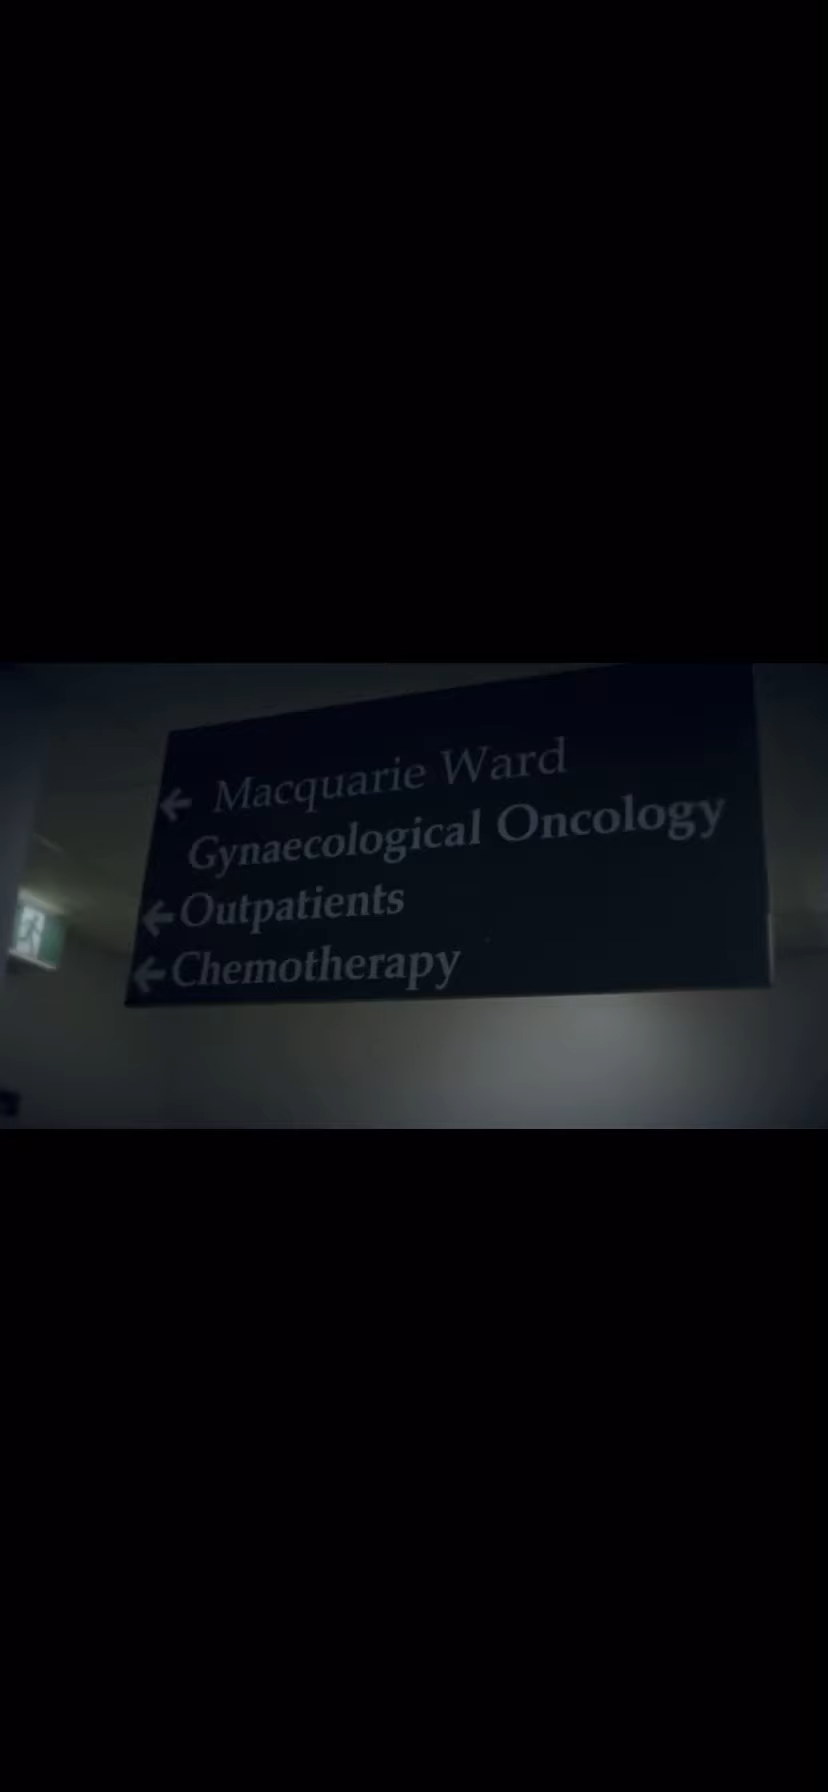 ← Macquarie Ward
Gynaecological Oncology
← Outpatients
← Chemotherapy